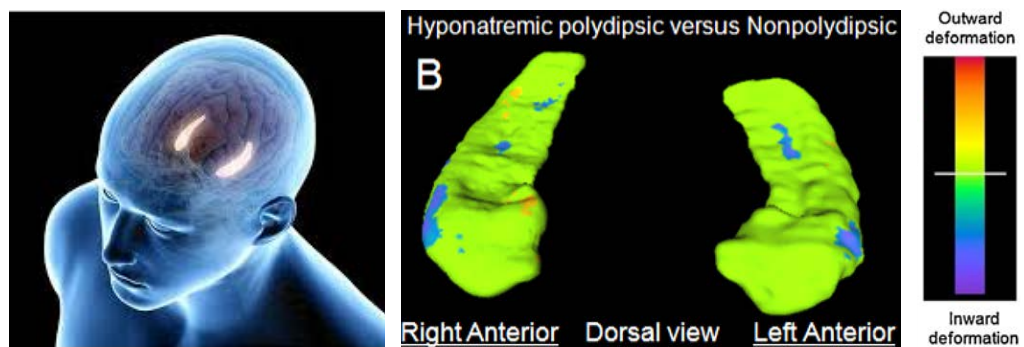 Hyponatremic polydipsic versus Nonpolydipsic
B
Right Anterior Dorsal view Left Anterior
Outward
deformation
Inward
deformation